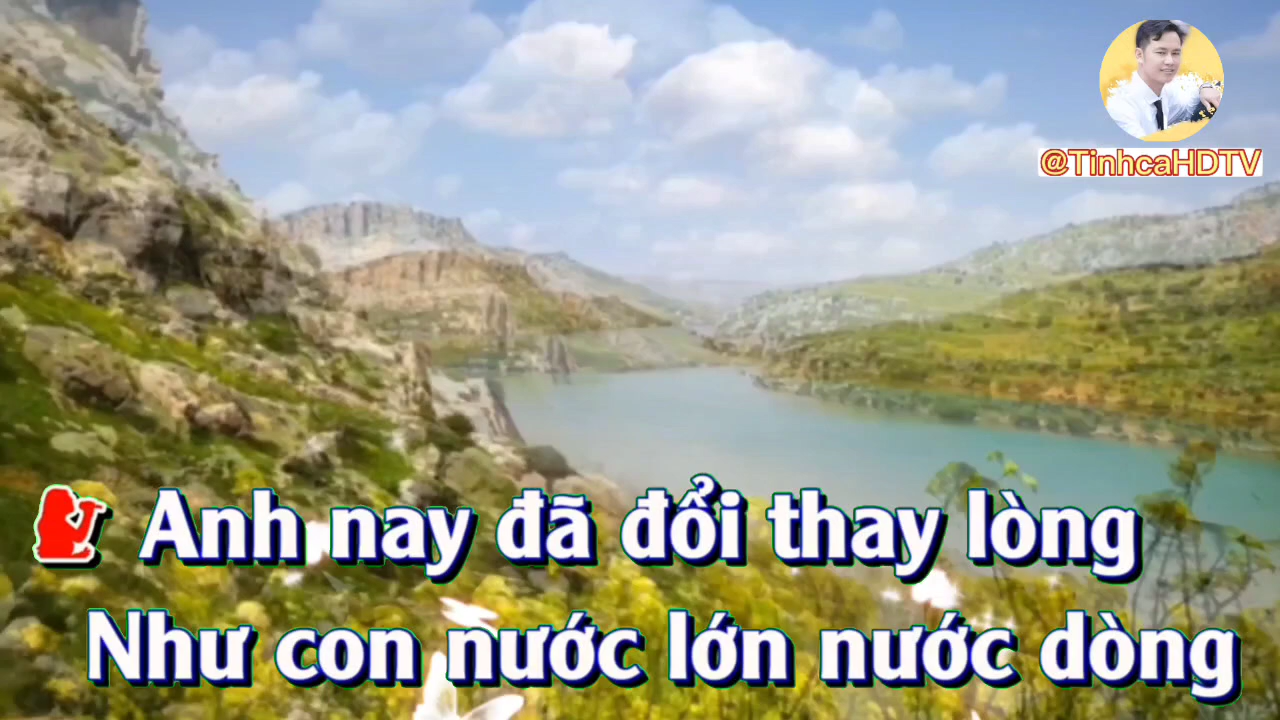 @TinhcaHDTV
Anh nay đã đổi thay lòng
Như con nước lớn nước dòng